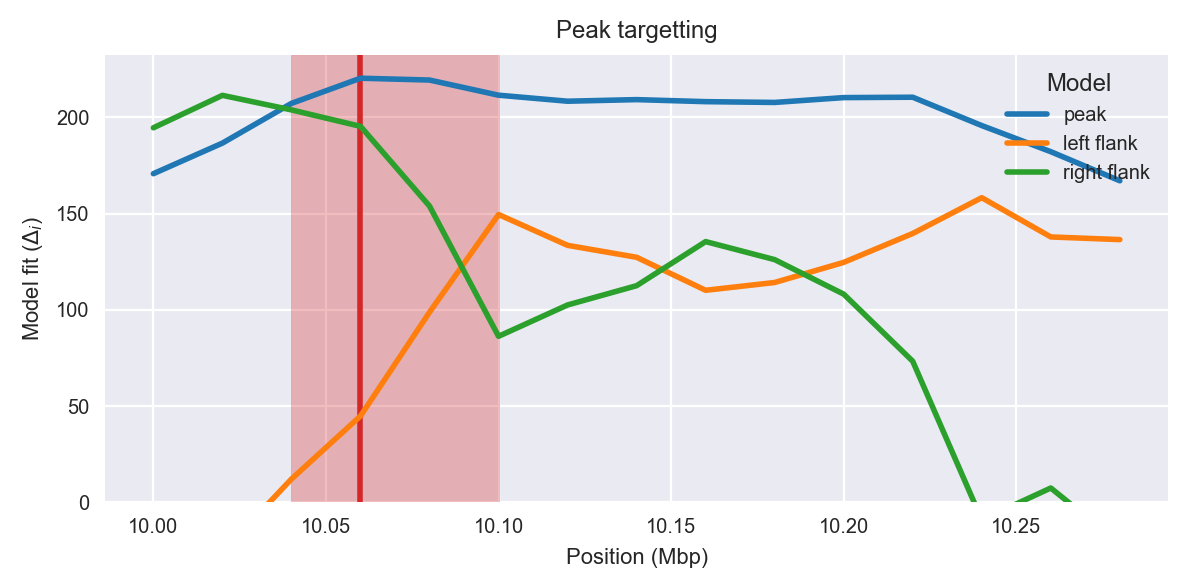 Peak targetting
Model
peak
left flank
right flank
Model fit (Δᵢ)
200
150
100
50
0
10.00 10.05 10.10 10.15 10.20 10.25
Position (Mbp)